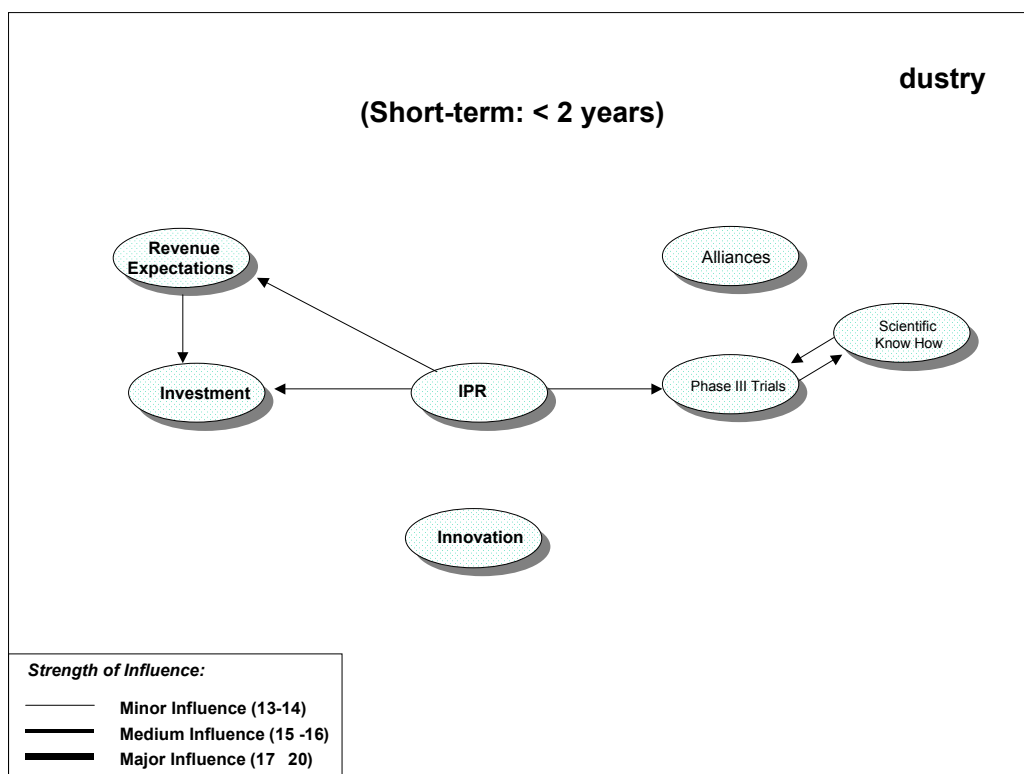 dustry
(Short-term: < 2 years)
Revenue
Expectations
Alliances
Scientific
Know How
Investment
IPR
Phase III Trials
Innovation
Strength of Influence:
Minor Influence (13-14)
Medium Influence (15 -16)
Major Influence (17 20)